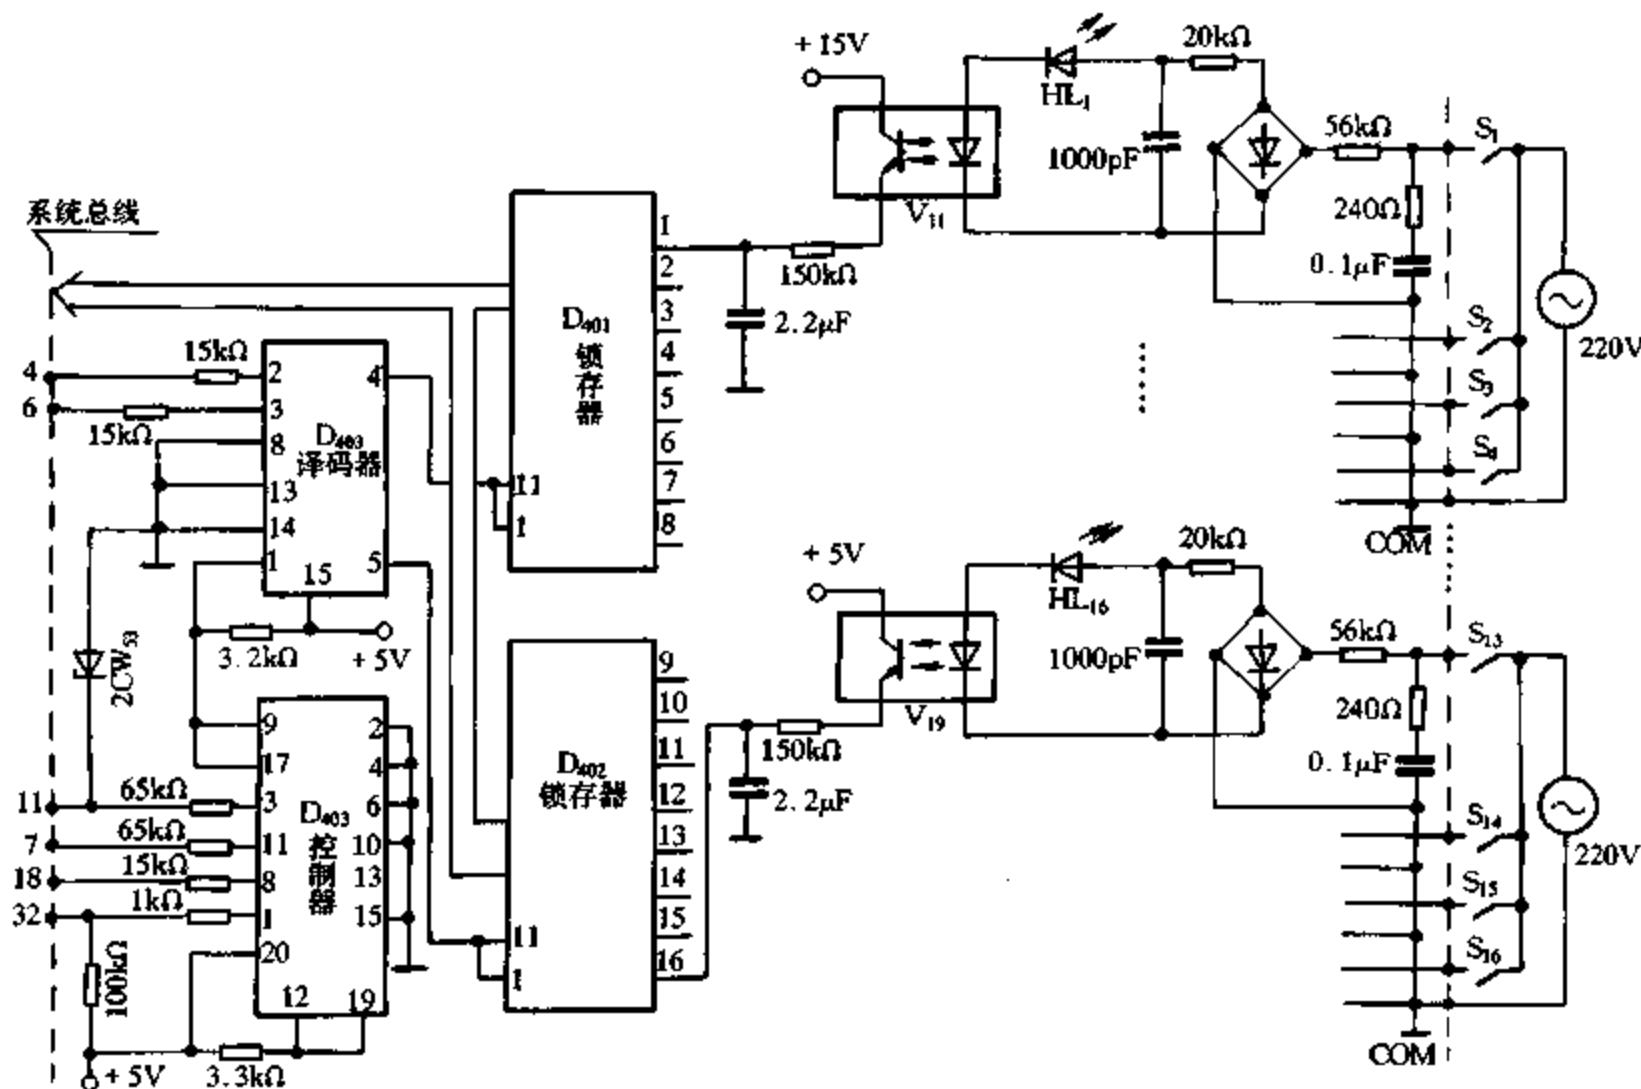 +15V
HL₁
20kΩ
1000pF
56kΩ
S₁
V₁₁
240Ω
0.1μF
220V
系统总线
1
2
3
4
5
6
7
8
D₄₀₁
锁存器
11
1
150kΩ
2.2μF
S₂
S₃
S₄
COM
4
6
15kΩ
15kΩ
2
3
8
13
14
1
15
4
5
D₄₀₃
译码器
3.2kΩ
+5V
2CW₅₃
+5V
HL₁₆
20kΩ
1000pF
56kΩ
S₁₃
V₁₉
240Ω
0.1μF
220V
9
10
11
12
13
14
15
16
D₄₀₂
锁存器
11
1
150kΩ
2.2μF
S₁₄
S₁₅
S₁₆
COM
11
7
18
32
65kΩ
65kΩ
15kΩ
1kΩ
100kΩ
9
17
3
11
8
1
20
12
19
2
4
6
10
13
15
D₄₀₃
控制器
+5V
3.3kΩ